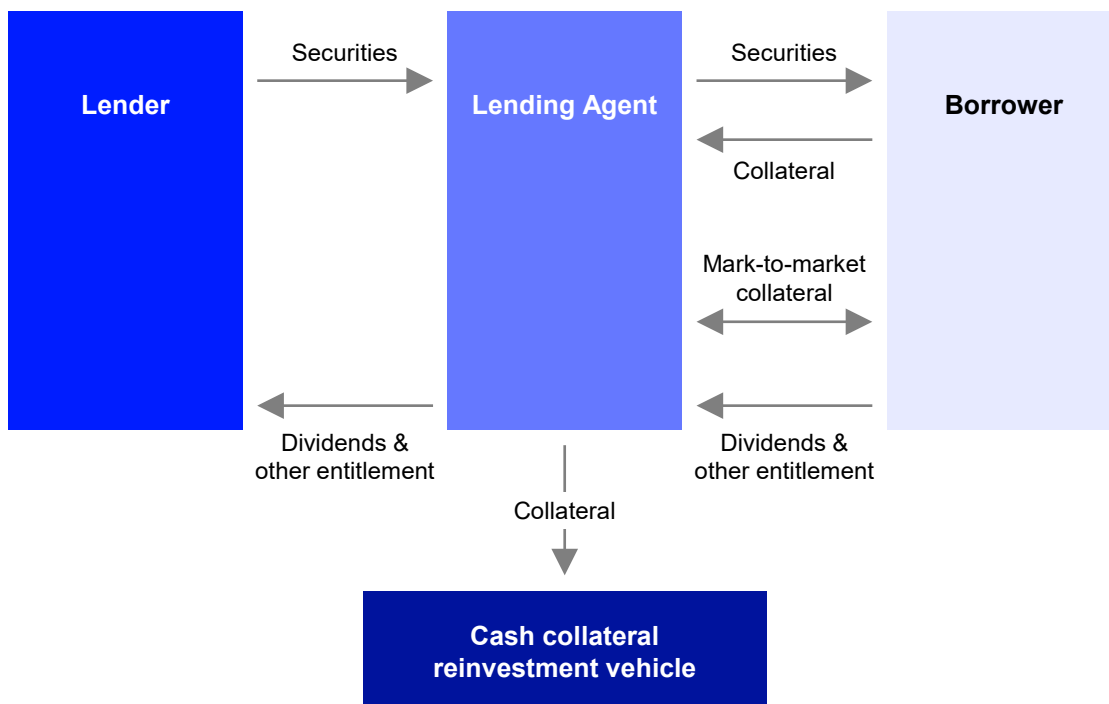 Securities
Securities
Lender
Lending Agent
Borrower
Collateral
Mark-to-market
collateral
Dividends &
other entitlement
Dividends &
other entitlement
Collateral
Cash collateral
reinvestment vehicle